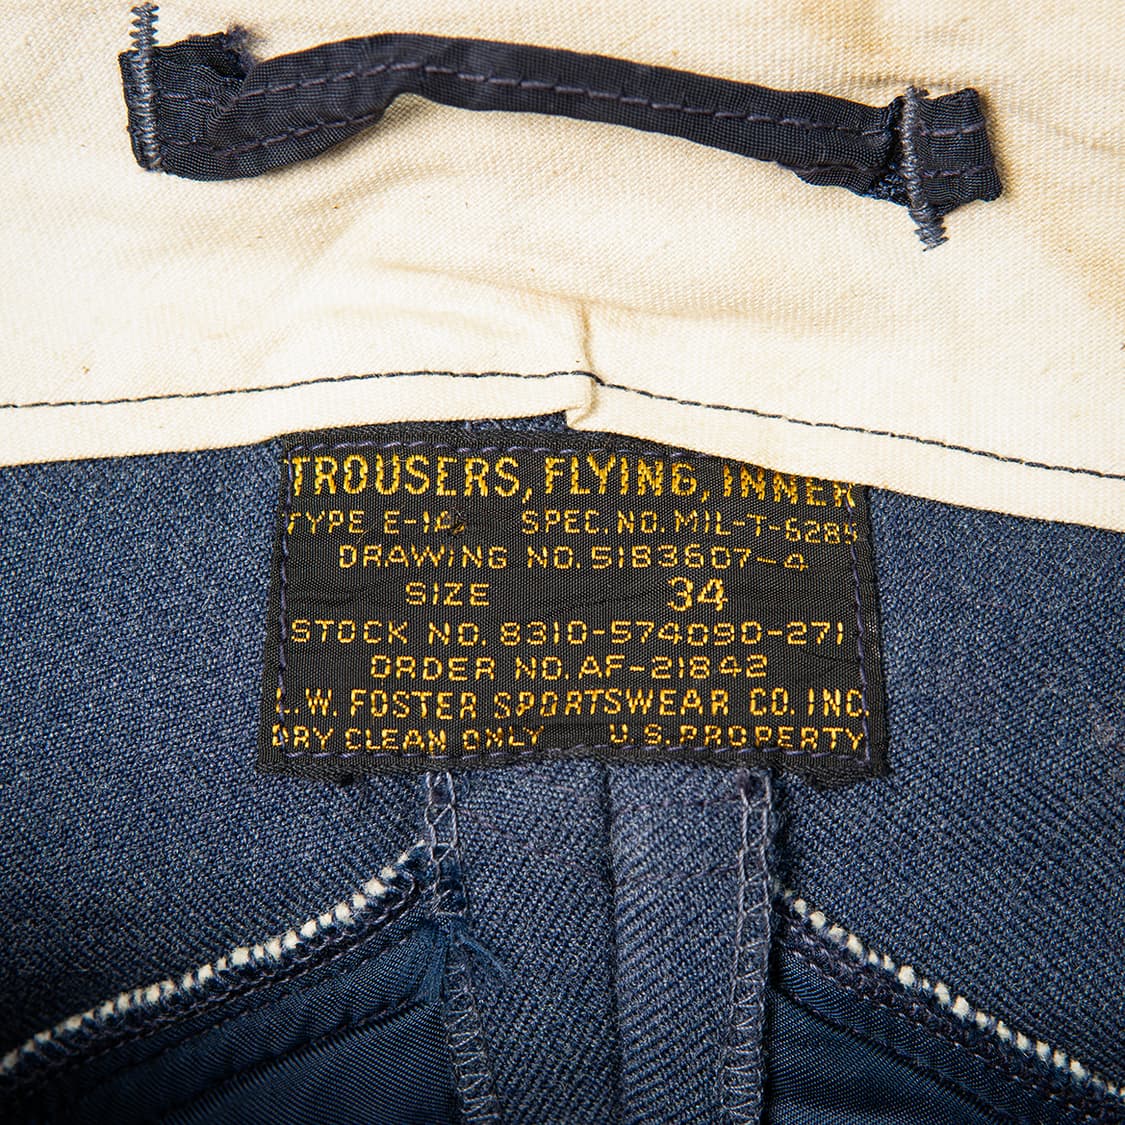 TROUSERS, FLYING, INNER
TYPE E-1A SPEC. NO. MIL-T-6285
DRAWING NO. 5183607-4
SIZE 34
STOCK NO. 8310-574090-271
ORDER NO. AF-21842
L.W. FOSTER SPORTSWEAR CO. INC.
DRY CLEAN ONLY U.S. PROPERTY